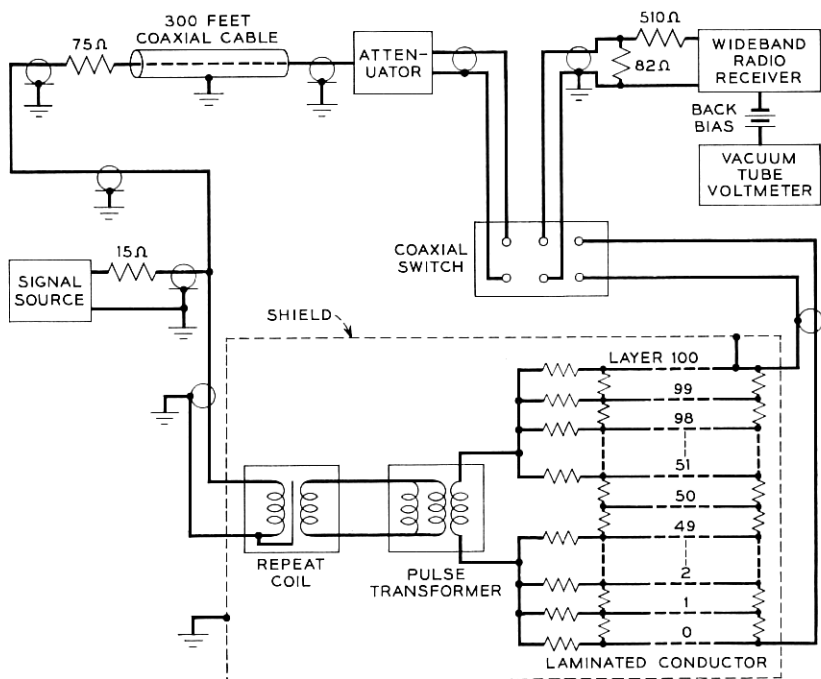 300 FEET
COAXIAL CABLE
75Ω
ATTEN-
UATOR
510Ω
82Ω
WIDEBAND
RADIO
RECEIVER
BACK
BIAS
VACUUM
TUBE
VOLTMETER
COAXIAL
SWITCH
15Ω
SIGNAL
SOURCE
SHIELD
LAYER 100
99
98
51
50
49
2
1
0
REPEAT
COIL
PULSE
TRANSFORMER
LAMINATED CONDUCTOR